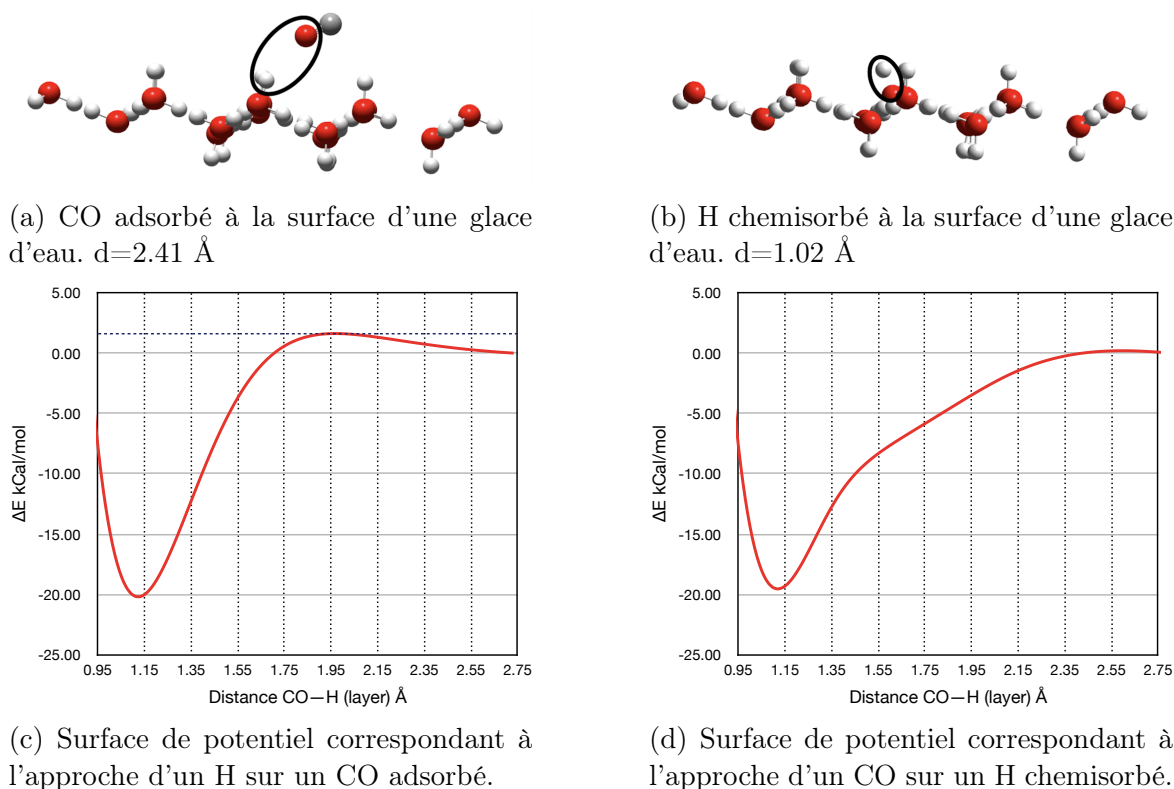 (a) CO adsorbé à la surface d'une glace
d'eau. d=2.41 Å
(b) H chemisorbé à la surface d'une glace
d'eau. d=1.02 Å
5.00
0.00
-5.00
-10.00
-15.00
-20.00
-25.00
ΔE kCal/mol
0.95 1.15 1.35 1.55 1.75 1.95 2.15 2.35 2.55 2.75
Distance CO—H (layer) Å
5.00
0.00
-5.00
-10.00
-15.00
-20.00
-25.00
ΔE kCal/mol
0.95 1.15 1.35 1.55 1.75 1.95 2.15 2.35 2.55 2.75
Distance CO—H (layer) Å
(c) Surface de potentiel correspondant à
l'approche d'un H sur un CO adsorbé.
(d) Surface de potentiel correspondant à
l'approche d'un CO sur un H chemisorbé.